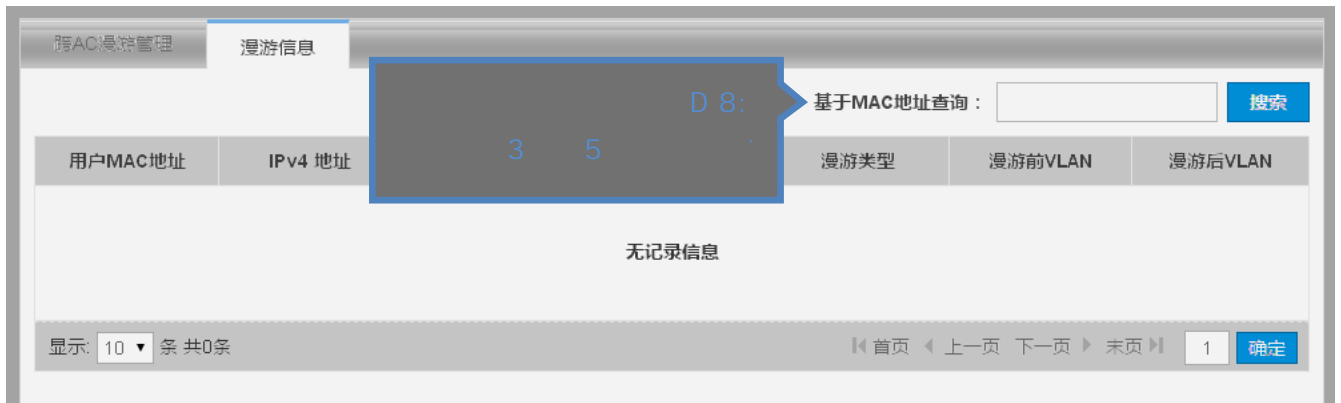 跨AC漫游管理 漫游信息
D 8: 基于MAC地址查询： 搜索
3 5
用户MAC地址 IPv4 地址 漫游类型 漫游前VLAN 漫游后VLAN
无记录信息
显示: 10 条 共0条 首页 上一页 下一页 末页 1 确定